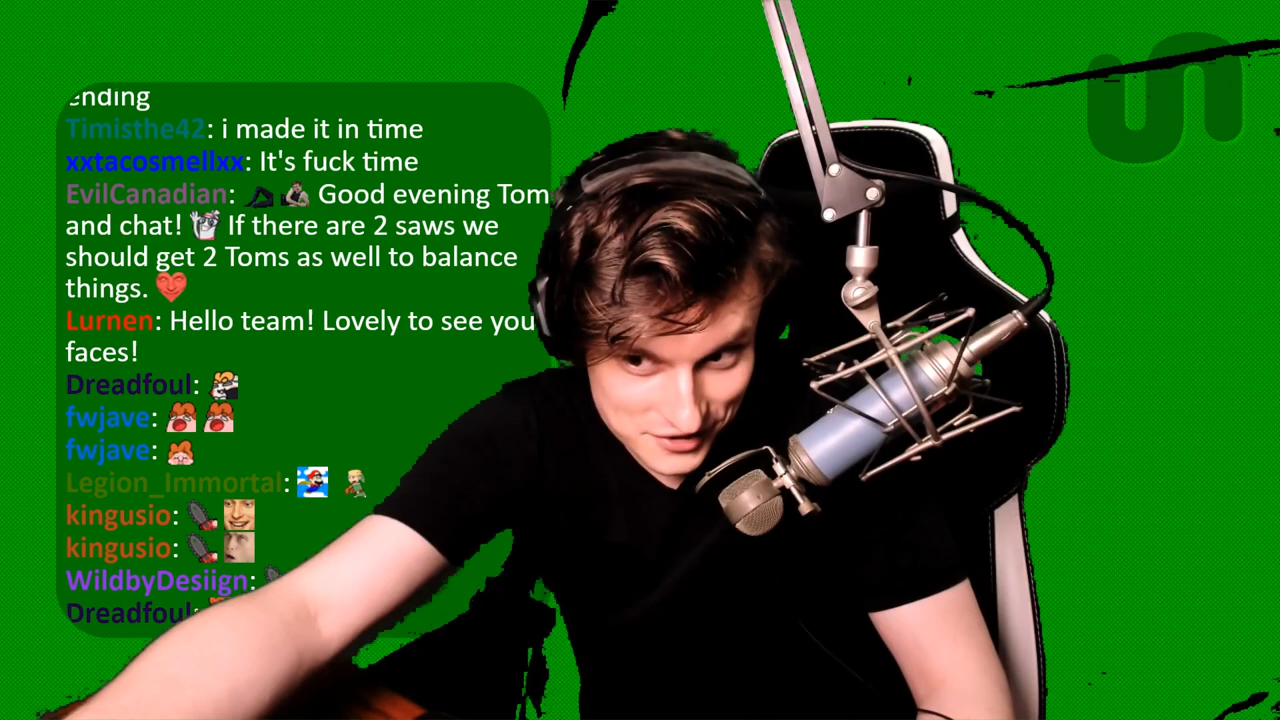 ending
Timisthe42: i made it in time
xxtacosmellxx: It's fuck time
EvilCanadian: Good evening Tom
and chat! If there are 2 saws we
should get 2 Toms as well to balance
things.
Lurnen: Hello team! Lovely to see you
faces!
Dreadfoul:
fwjave:
fwjave:
Legion_Immortal:
kingusio:
kingusio:
WildbyDesiign:
Dreadfoul: